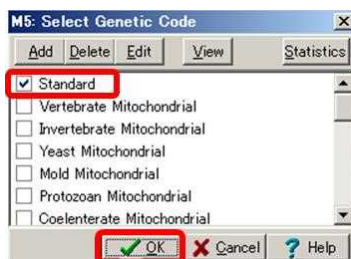 M5: Select Genetic Code
Add Delete Edit View Statistics
Standard
Vertebrate Mitochondrial
Invertebrate Mitochondrial
Yeast Mitochondrial
Mold Mitochondrial
Protozoan Mitochondrial
Coelenterate Mitochondrial
OK Cancel ? Help